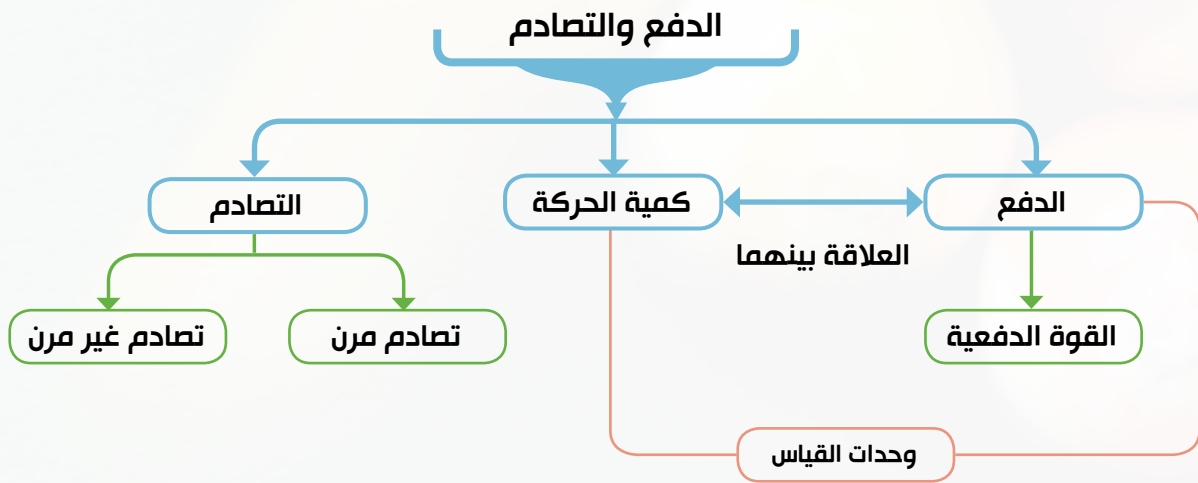 الدفع والتصادم
الدفع
كمية الحركة
التصادم
العلاقة بينهما
القوة الدفعية
تصادم مرن
تصادم غير مرن
وحدات القياس